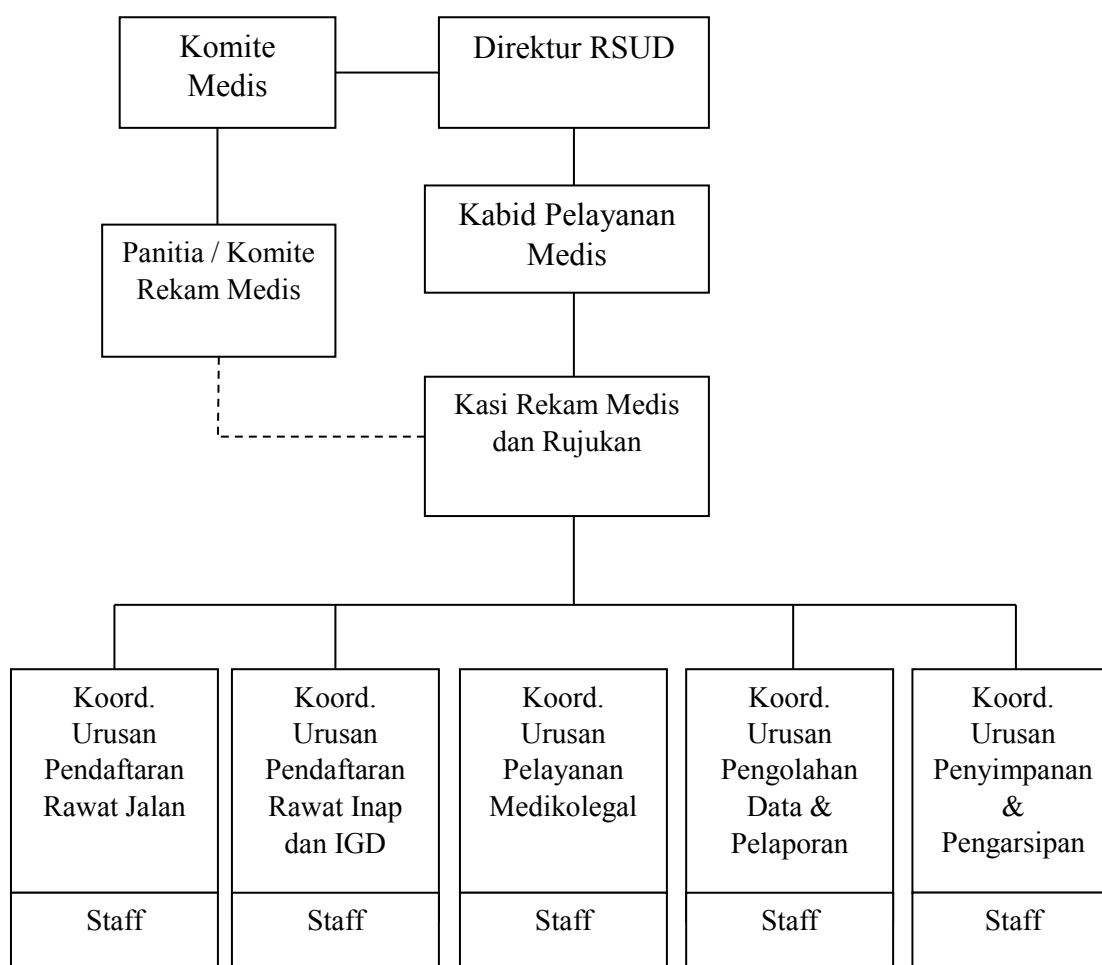 Komite
Medis
Direktur RSUD
Kabid Pelayanan
Medis
Panitia / Komite
Rekam Medis
Kasi Rekam Medis
dan Rujukan
Koord.
Urusan
Pendaftaran
Rawat Jalan
Staff
Koord.
Urusan
Pendaftaran
Rawat Inap
dan IGD
Staff
Koord.
Urusan
Pelayanan
Medikolegal
Staff
Koord.
Urusan
Pengolahan
Data &
Pelaporan
Staff
Koord.
Urusan
Penyimpanan
&
Pengarsipan
Staff